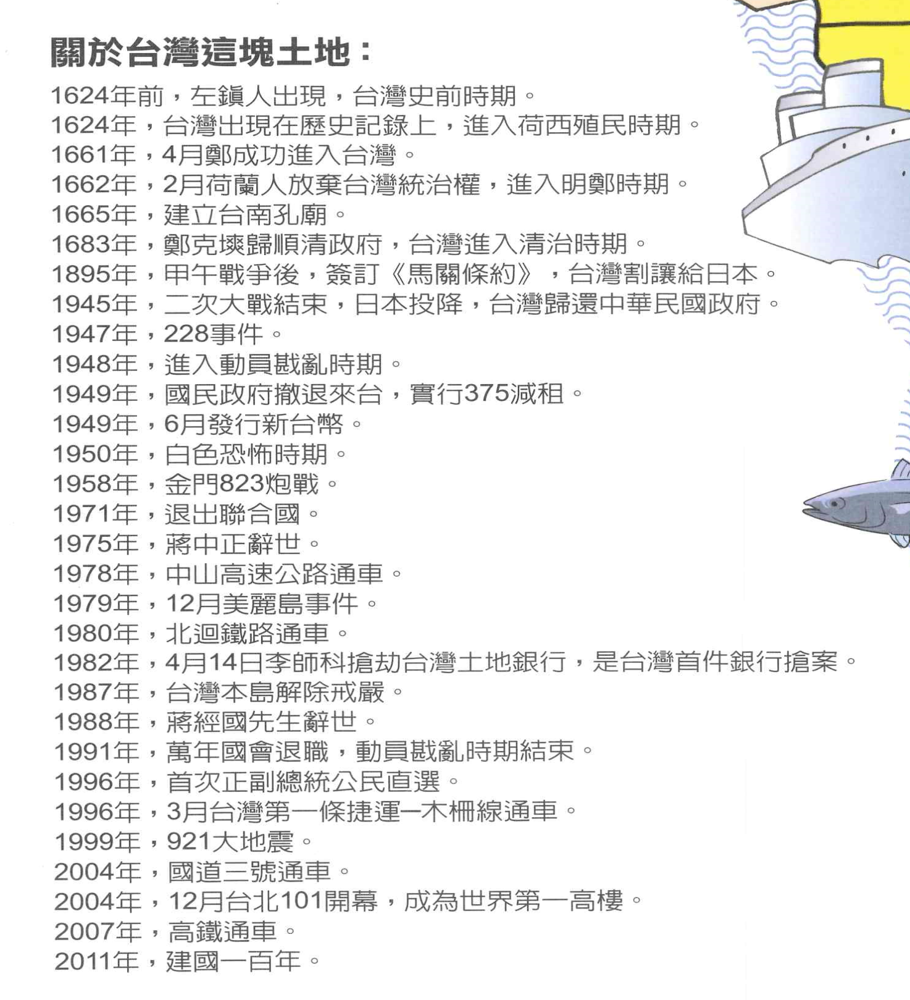 關於台灣這塊土地：
1624年前，左鎮人出現，台灣史前時期。
1624年，台灣出現在歷史記錄上，進入荷西殖民時期。
1661年，4月鄭成功進入台灣。
1662年，2月荷蘭人放棄台灣統治權，進入明鄭時期。
1665年，建立台南孔廟。
1683年，鄭克塽歸順清政府，台灣進入清治時期。
1895年，甲午戰爭後，簽訂《馬關條約》，台灣割讓給日本。
1945年，二次大戰結束，日本投降，台灣歸還中華民國政府。
1947年，228事件。
1948年，進入動員戡亂時期。
1949年，國民政府撤退來台，實行375減租。
1949年，6月發行新台幣。
1950年，白色恐怖時期。
1958年，金門823炮戰。
1971年，退出聯合國。
1975年，蔣中正辭世。
1978年，中山高速公路通車。
1979年，12月美麗島事件。
1980年，北迴鐵路通車。
1982年，4月14日李師科搶劫台灣土地銀行，是台灣首件銀行搶案。
1987年，台灣本島解除戒嚴。
1988年，蔣經國先生辭世。
1991年，萬年國會退職，動員戡亂時期結束。
1996年，首次正副總統公民直選。
1996年，3月台灣第一條捷運─木柵線通車。
1999年，921大地震。
2004年，國道三號通車。
2004年，12月台北101開幕，成為世界第一高樓。
2007年，高鐵通車。
2011年，建國一百年。